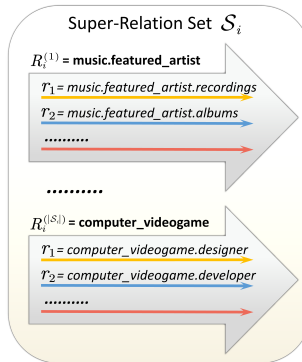 Super-Relation Set 𝒮ᵢ
Rᵢ⁽¹⁾ = music.featured_artist
r₁ = music.featured_artist.recordings
r₂ = music.featured_artist.albums
..........
..........
Rᵢ^(|𝒮ᵢ|) = computer_videogame
r₁ = computer_videogame.designer
r₂ = computer_videogame.developer
..........